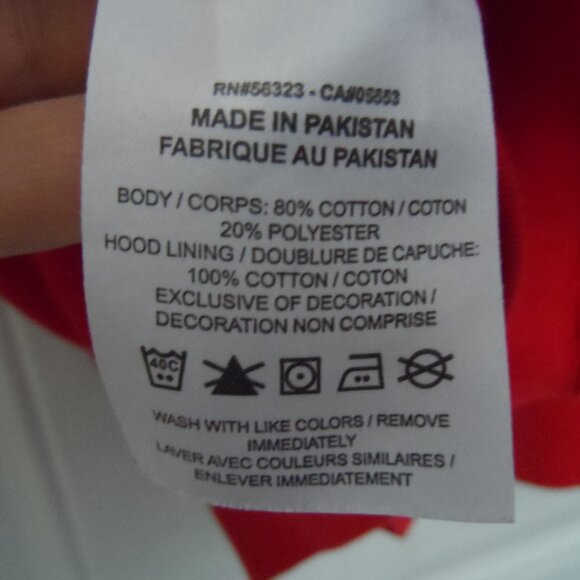 RN#56323 - CA#05553
MADE IN PAKISTAN
FABRIQUE AU PAKISTAN
BODY / CORPS: 80% COTTON / COTON
20% POLYESTER
HOOD LINING / DOUBLURE DE CAPUCHE:
100% COTTON / COTON
EXCLUSIVE OF DECORATION /
DECORATION NON COMPRISE
40C
WASH WITH LIKE COLORS / REMOVE
IMMEDIATELY
LAVER AVEC COULEURS SIMILAIRES /
ENLEVER IMMEDIATEMENT